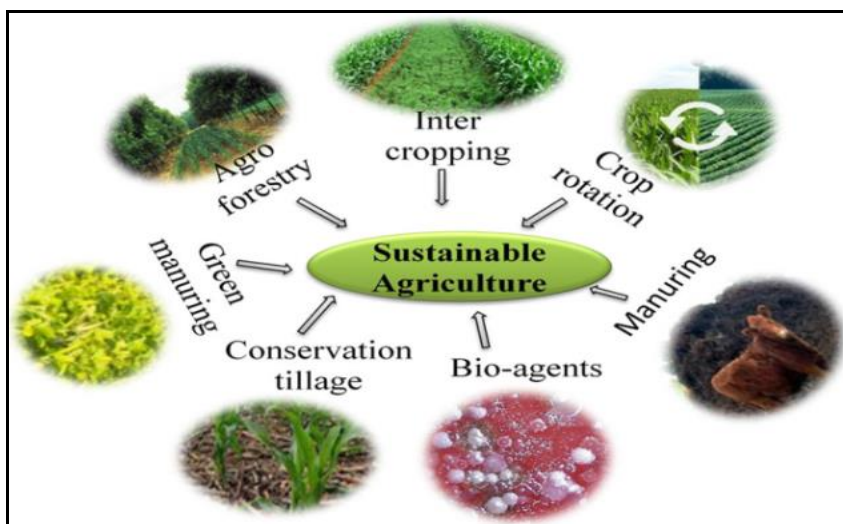 Inter
cropping
Agro
forestry
Crop
rotation
Sustainable
Agriculture
Green
manuring
Manuring
Conservation
tillage
Bio-agents